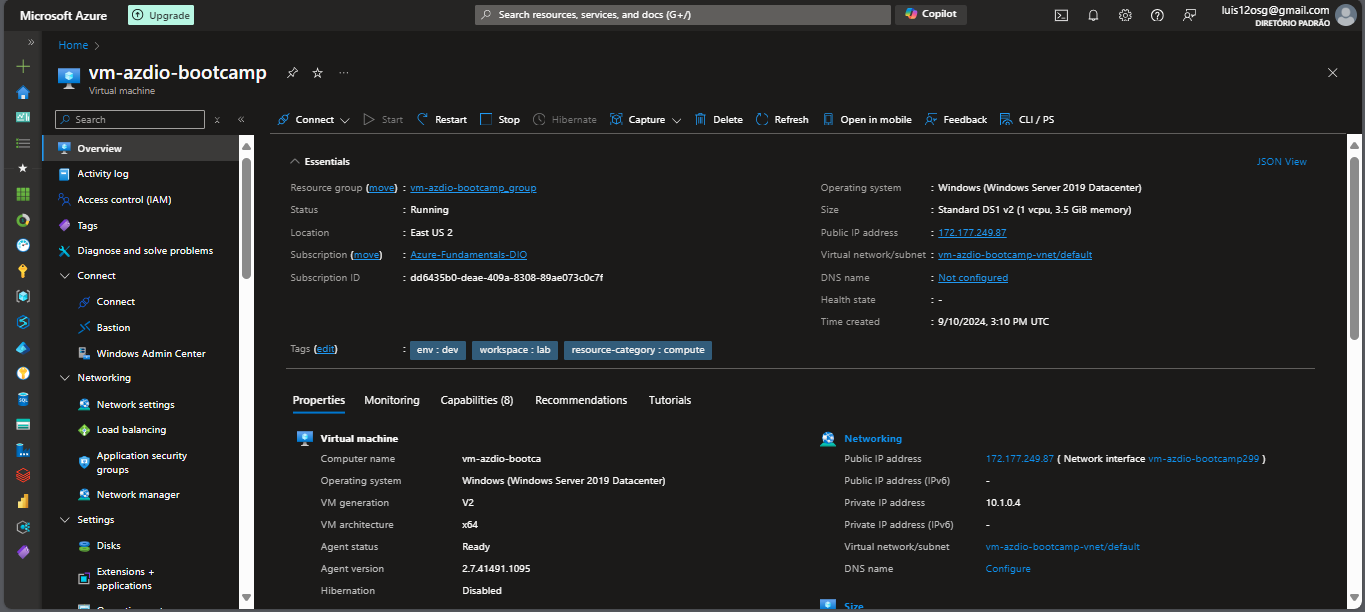 Microsoft Azure
Upgrade
Search resources, services, and docs (G+/)
Copilot
luis12osg@gmail.com
DIRETÓRIO PADRÃO
Home
vm-azdio-bootcamp
Virtual machine
Search
Connect Start Restart Stop Hibernate Capture Delete Refresh Open in mobile Feedback CLI / PS
Overview
Activity log
Access control (IAM)
Tags
Diagnose and solve problems
Connect
Connect
Bastion
Windows Admin Center
Networking
Network settings
Load balancing
Application security
groups
Network manager
Settings
Disks
Extensions +
applications
Essentials
JSON View
Resource group (move) : vm-azdio-bootcamp_group
Status : Running
Location : East US 2
Subscription (move) : Azure-Fundamentals-DIO
Subscription ID : dd6435b0-deae-409a-8308-89ae073c0c7f
Operating system : Windows (Windows Server 2019 Datacenter)
Size : Standard DS1 v2 (1 vcpu, 3.5 GiB memory)
Public IP address : 172.177.249.87
Virtual network/subnet : vm-azdio-bootcamp-vnet/default
DNS name : Not configured
Health state : -
Time created : 9/10/2024, 3:10 PM UTC
Tags (edit) : env : dev workspace : lab resource-category : compute
Properties Monitoring Capabilities (8) Recommendations Tutorials
Virtual machine
Computer name vm-azdio-bootca
Operating system Windows (Windows Server 2019 Datacenter)
VM generation V2
VM architecture x64
Agent status Ready
Agent version 2.7.41491.1095
Hibernation Disabled
Networking
Public IP address 172.177.249.87 ( Network interface vm-azdio-bootcamp299 )
Public IP address (IPv6) -
Private IP address 10.1.0.4
Private IP address (IPv6) -
Virtual network/subnet vm-azdio-bootcamp-vnet/default
DNS name Configure
Size